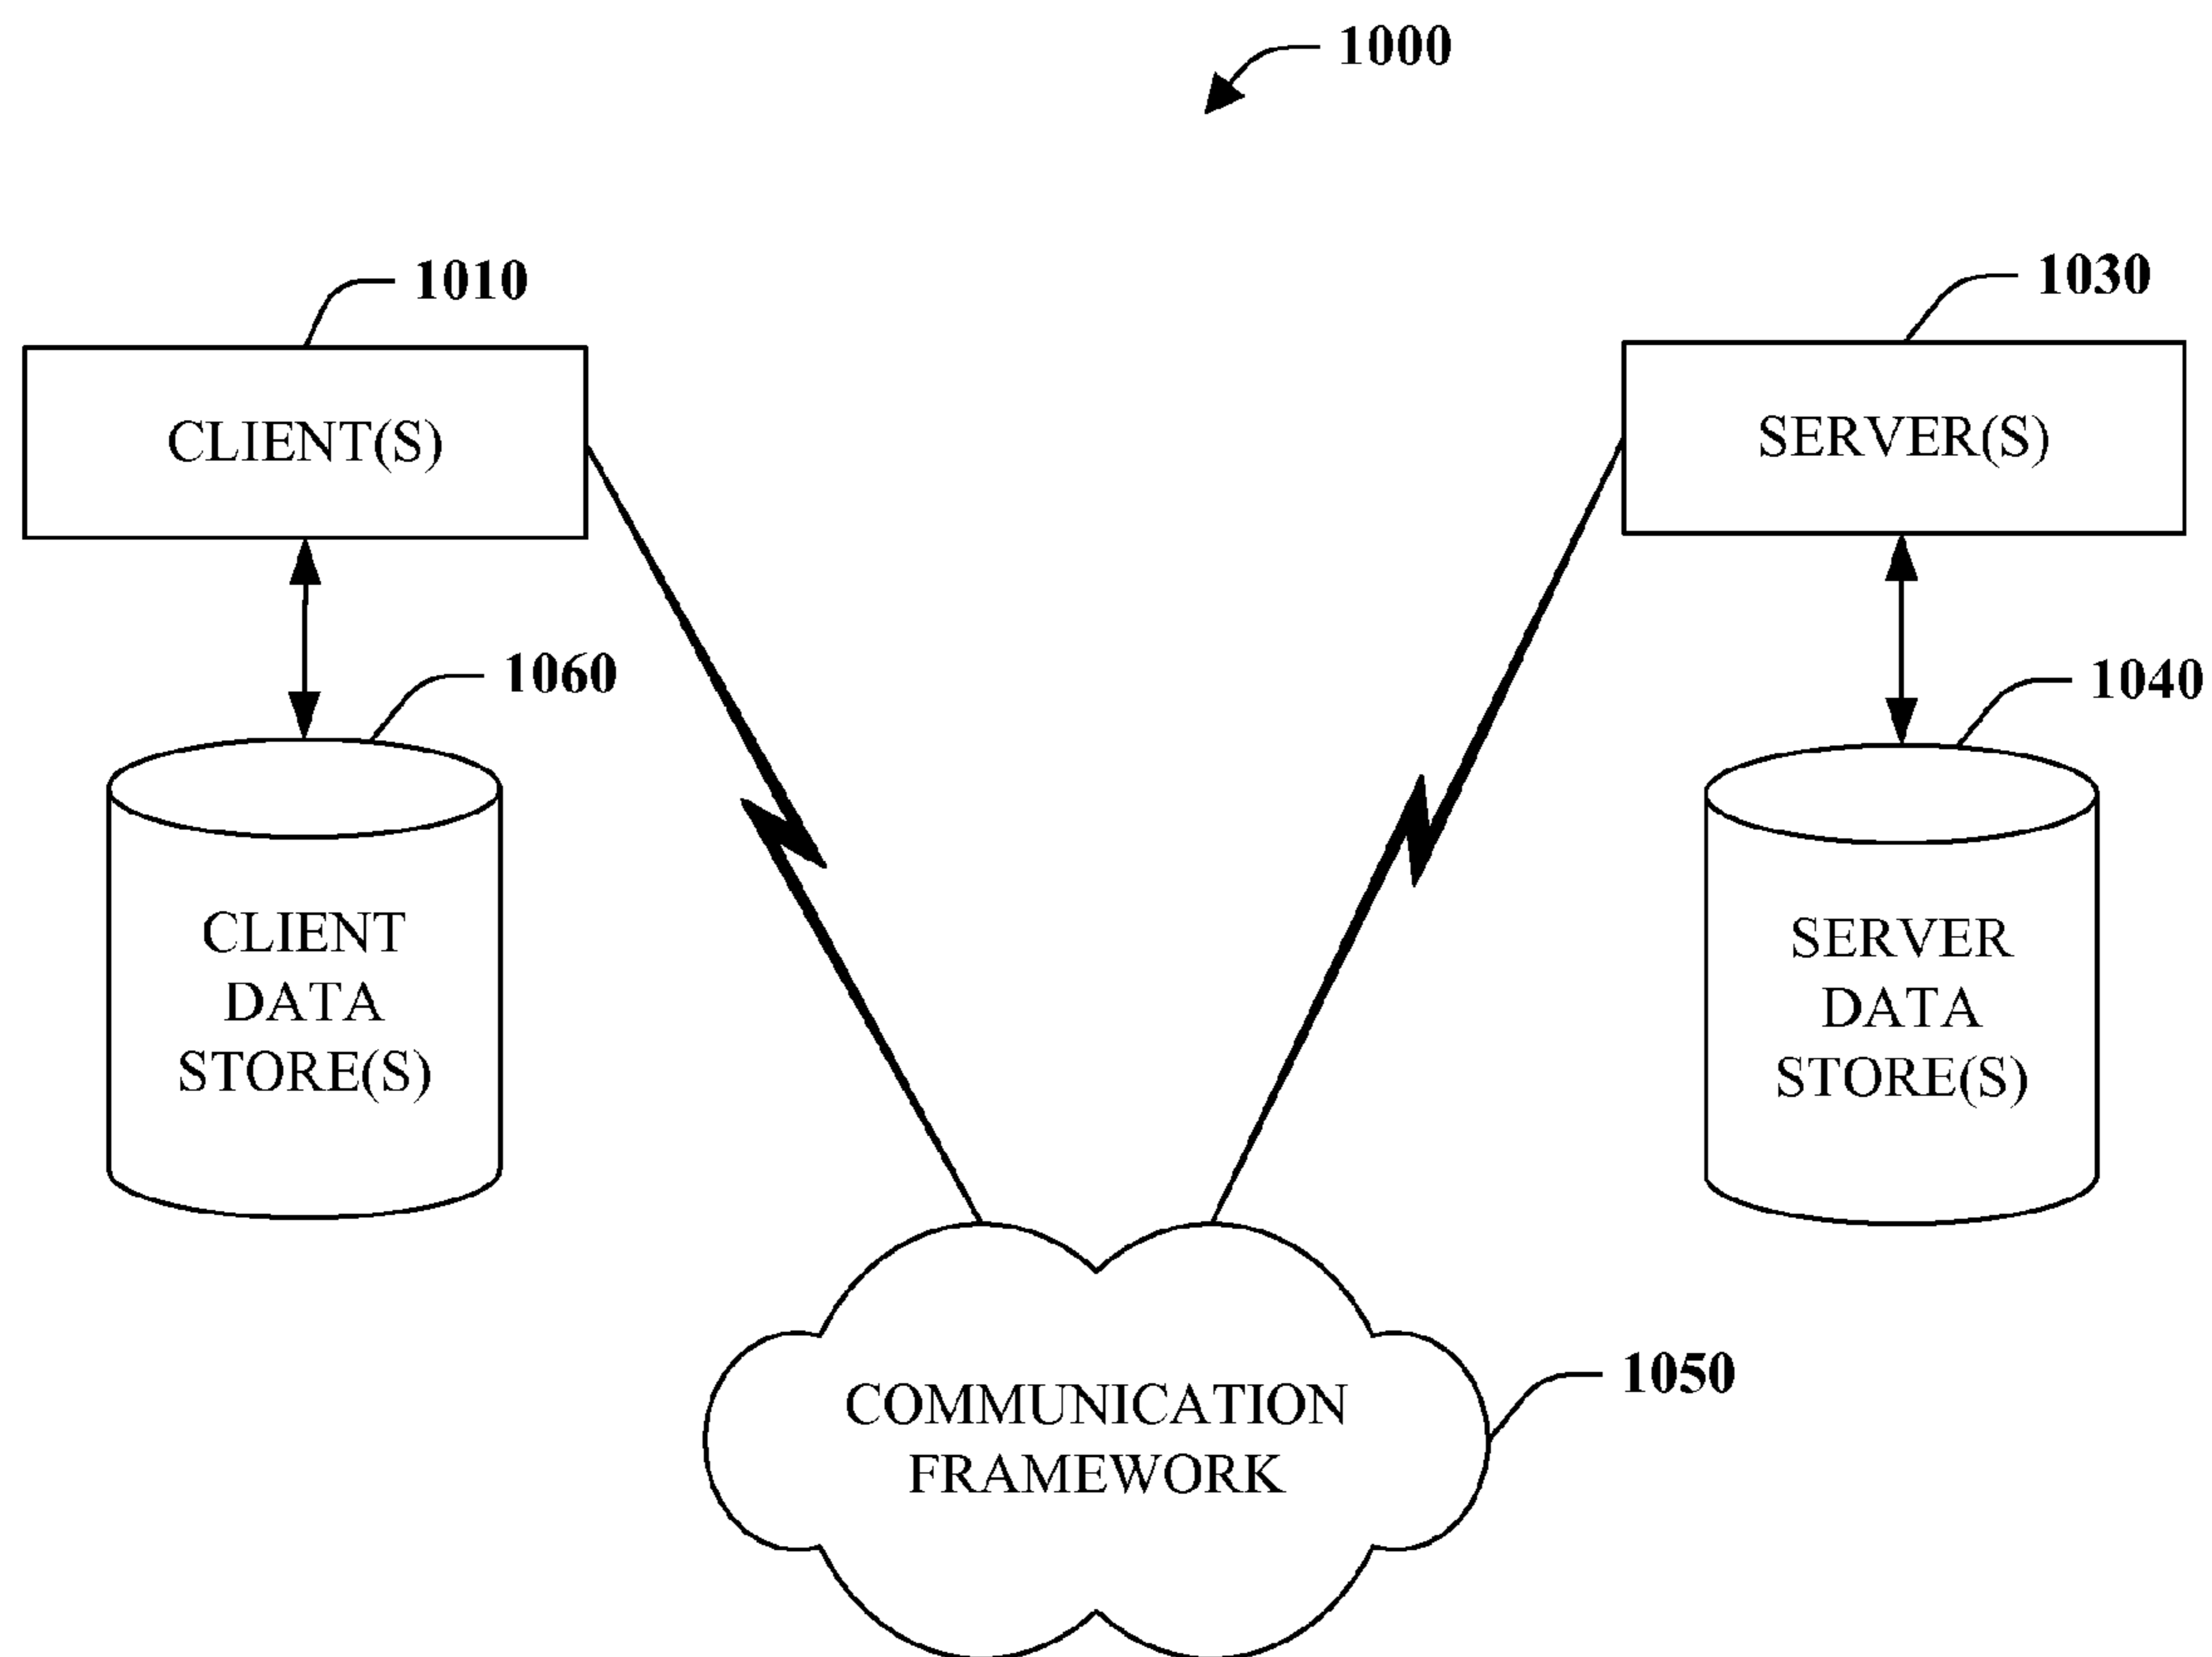 1000
1010
1030
CLIENT(S)
SERVER(S)
1060
1040
CLIENT
DATA
STORE(S)
SERVER
DATA
STORE(S)
1050
COMMUNICATION
FRAMEWORK